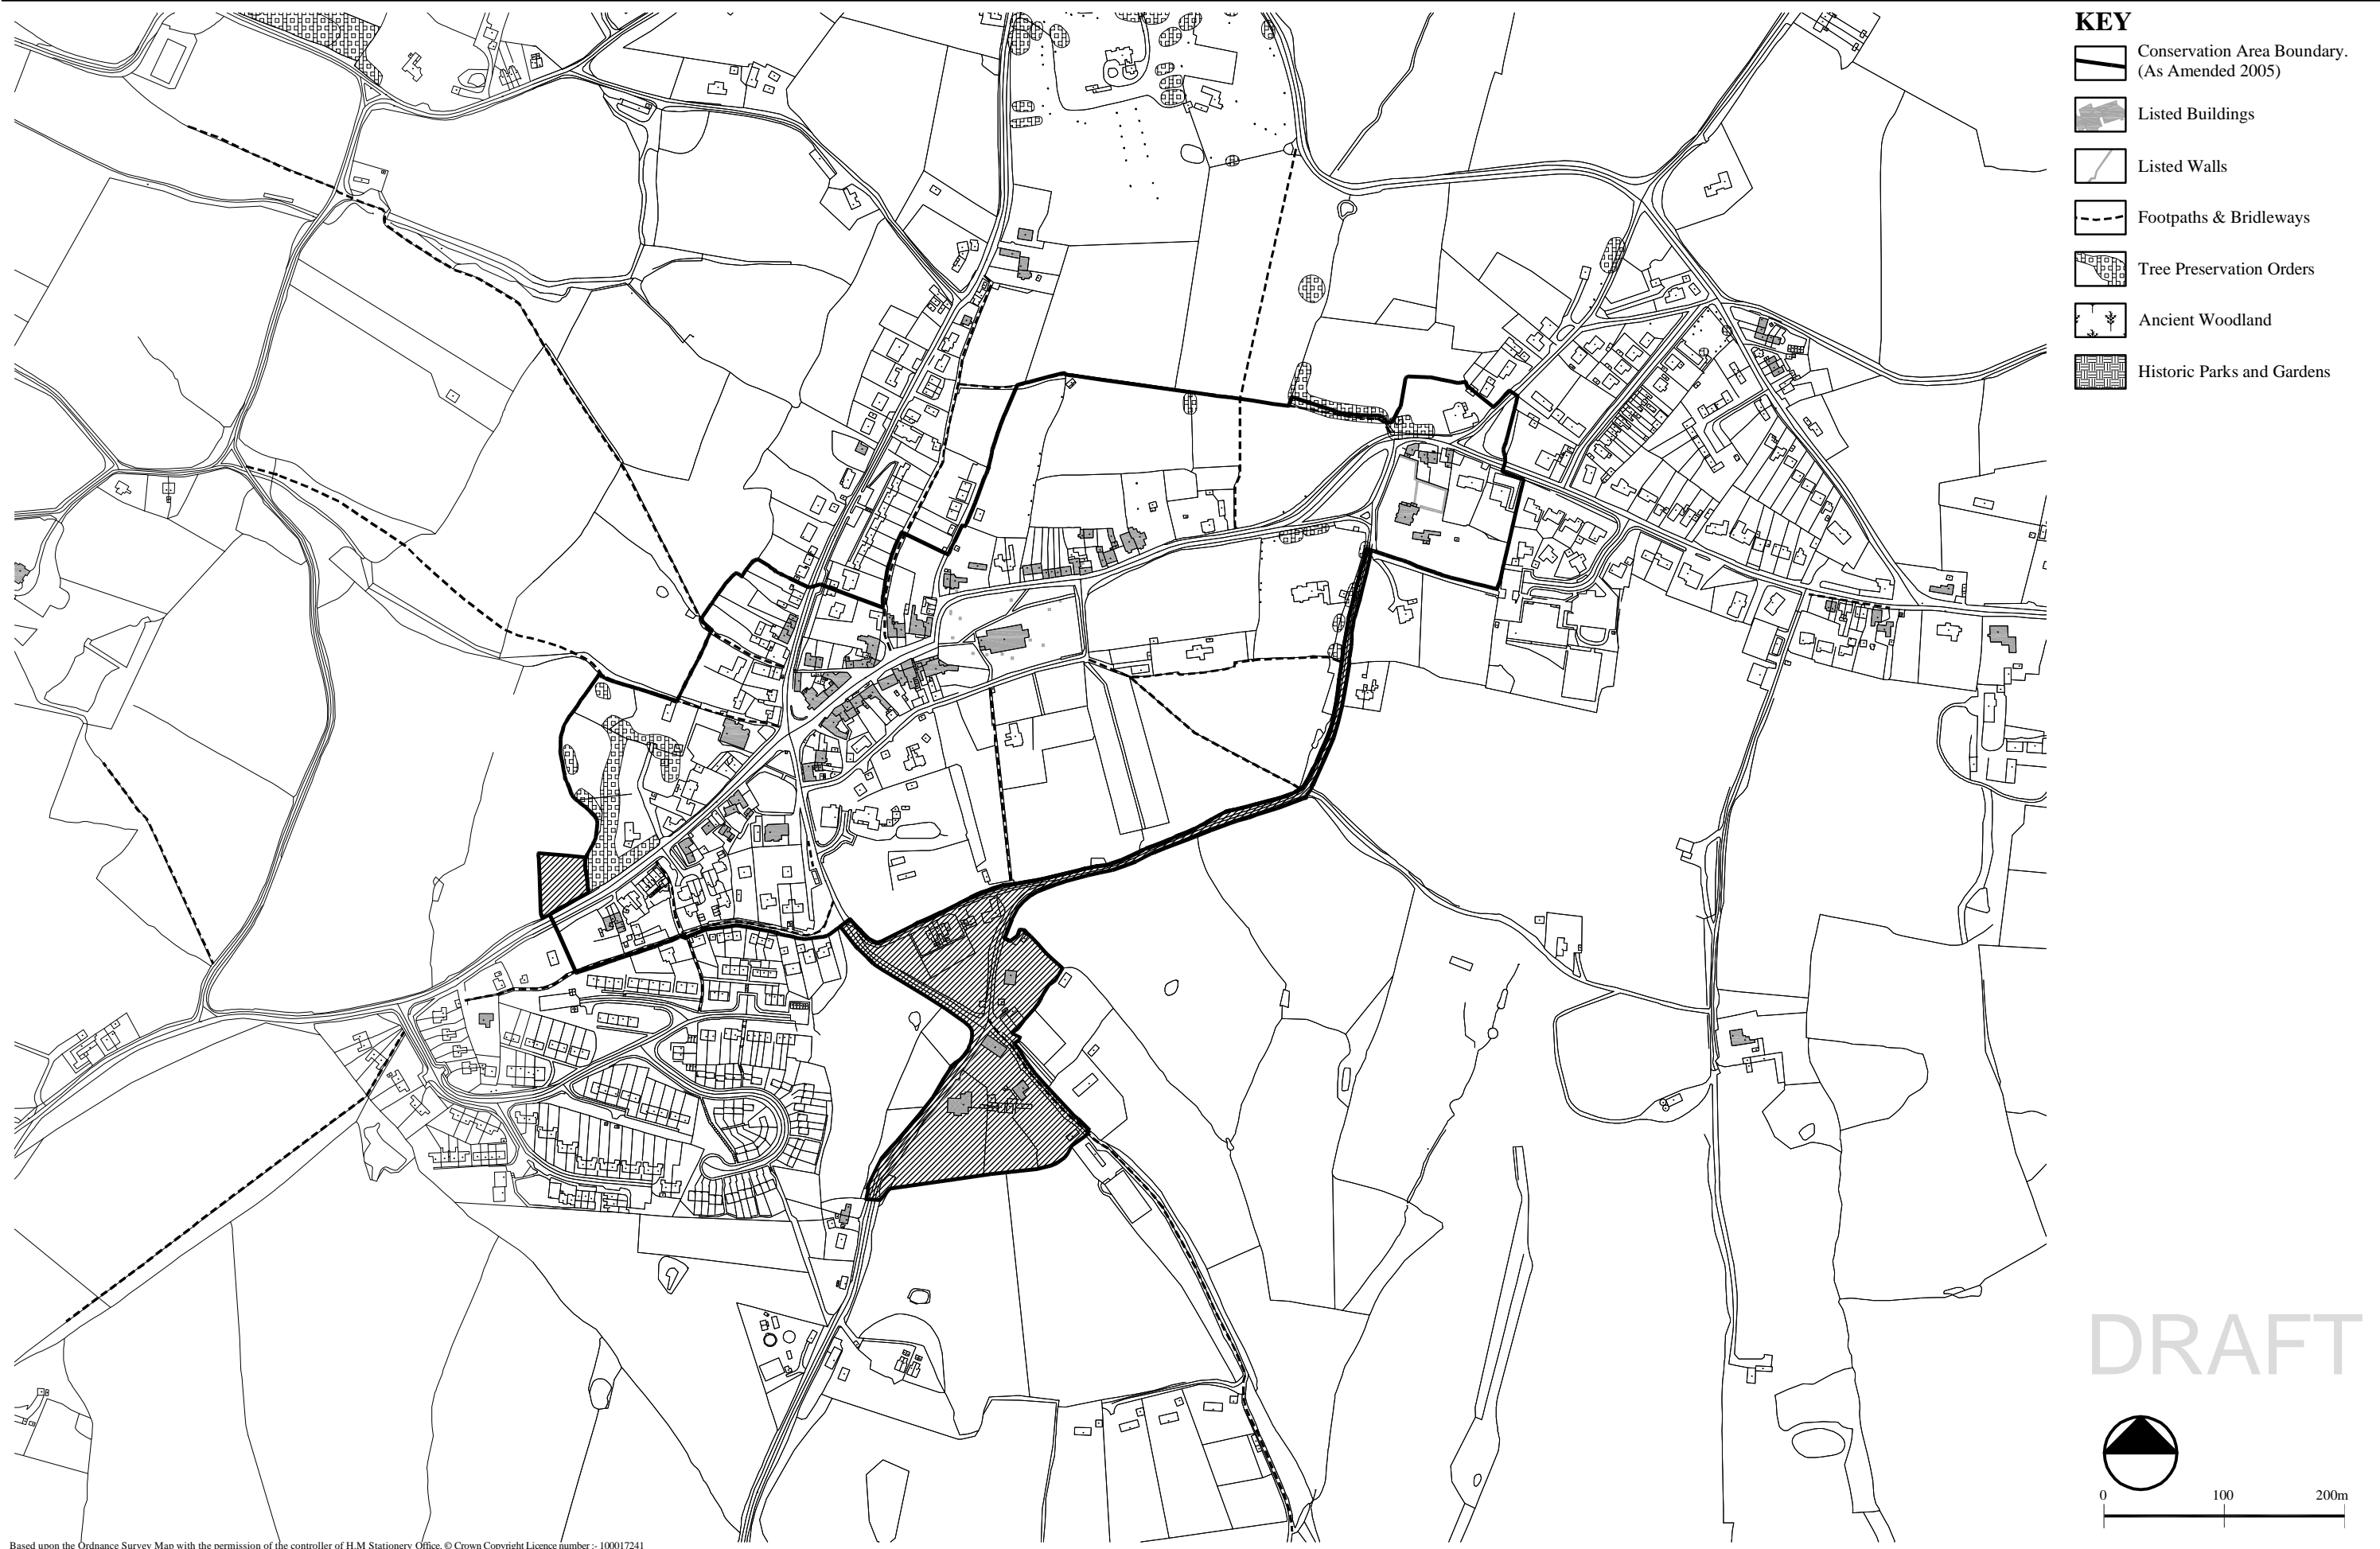 KEY
Conservation Area Boundary.
(As Amended 2005)
Listed Buildings
Listed Walls
Footpaths & Bridleways
Tree Preservation Orders
Ancient Woodland
Historic Parks and Gardens
DRAFT
0 100 200m
Based upon the Ordnance Survey Map with the permission of the controller of H.M Stationery Office. © Crown Copyright Licence number :- 100017241